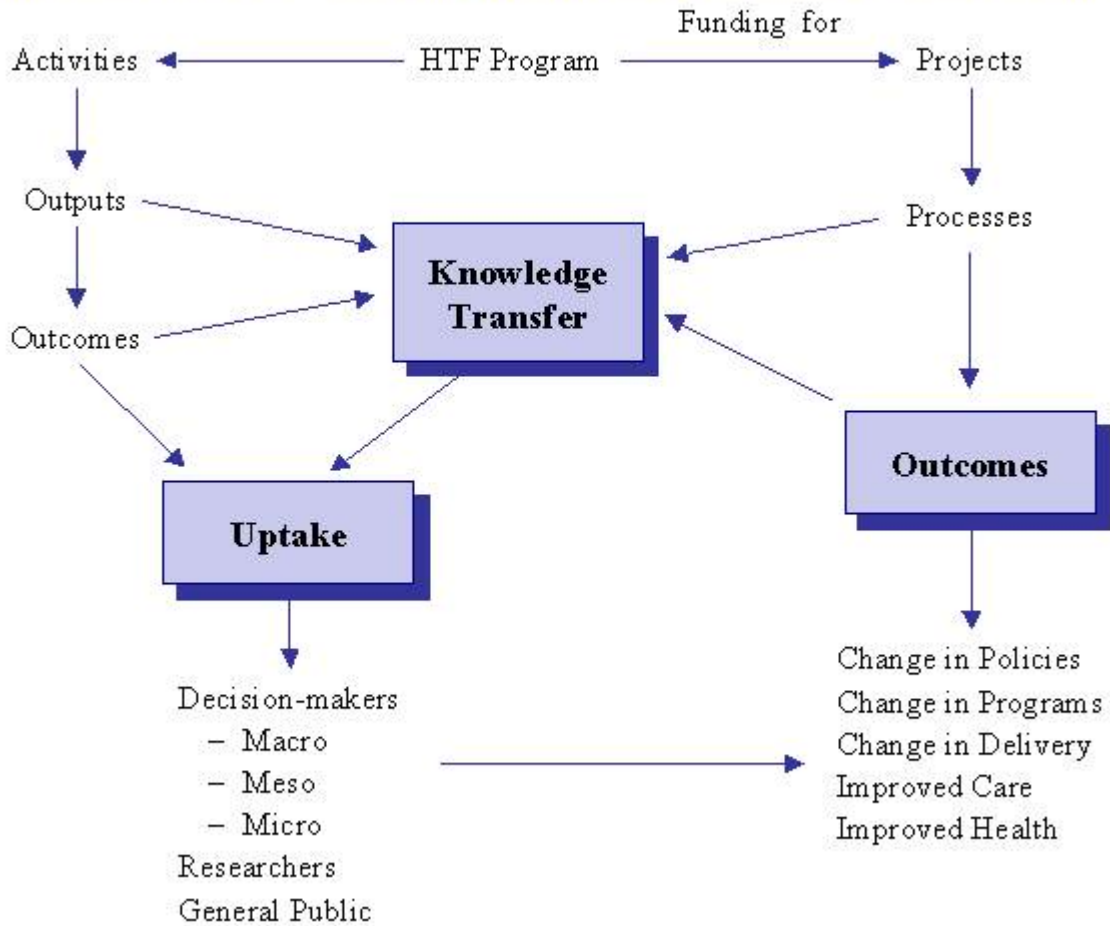 Funding for
Activities
HTF Program
Projects
Outputs
Processes
Knowledge
Transfer
Outcomes
Outcomes
Uptake
Decision-makers
– Macro
– Meso
– Micro
Researchers
General Public
Change in Policies
Change in Programs
Change in Delivery
Improved Care
Improved Health